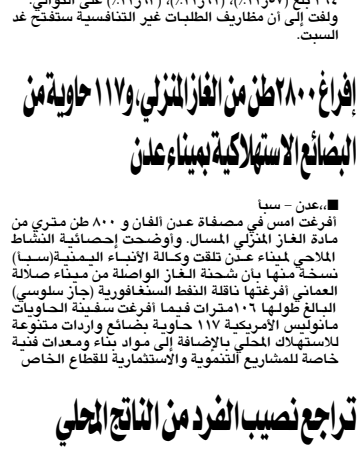 ولفت إلى أن مظاريف الطلبات غير التنافسية ستفتح غد
السبت.
إفراغ ٢٨٠٠طن من الغاز المنزلي، و١١٧ حاوية من
البضائع الاستهلاكية بميناء عدن
■،،عدن – سبأ
أفرغت امس في مصفاة عدن ألفان و ٨٠٠ طن متري من
مادة الغاز المنزلي المسال. وأوضحت إحصائية النشاط
الملاحي لميناء عدن تلقت وكالة الأنباء اليمنية(سبأ)
نسخة منها بأن شحنة الغاز الواصلة من ميناء صلالة
العماني أفرغتها ناقلة النفط السنغافورية (جاز سلوسي)
البالغ طولها ١٠٦مترات فيما أفرغت سفينة الحاويات
مانوليس الأمريكية ١١٧ حاوية بضائع واردات متنوعة
للاستهلاك المحلي بالإضافة إلى مواد بناء ومعدات فنية
خاصة للمشاريع التنموية والاستثمارية للقطاع الخاص
تراجع نصيب الفرد من الناتج المحلي